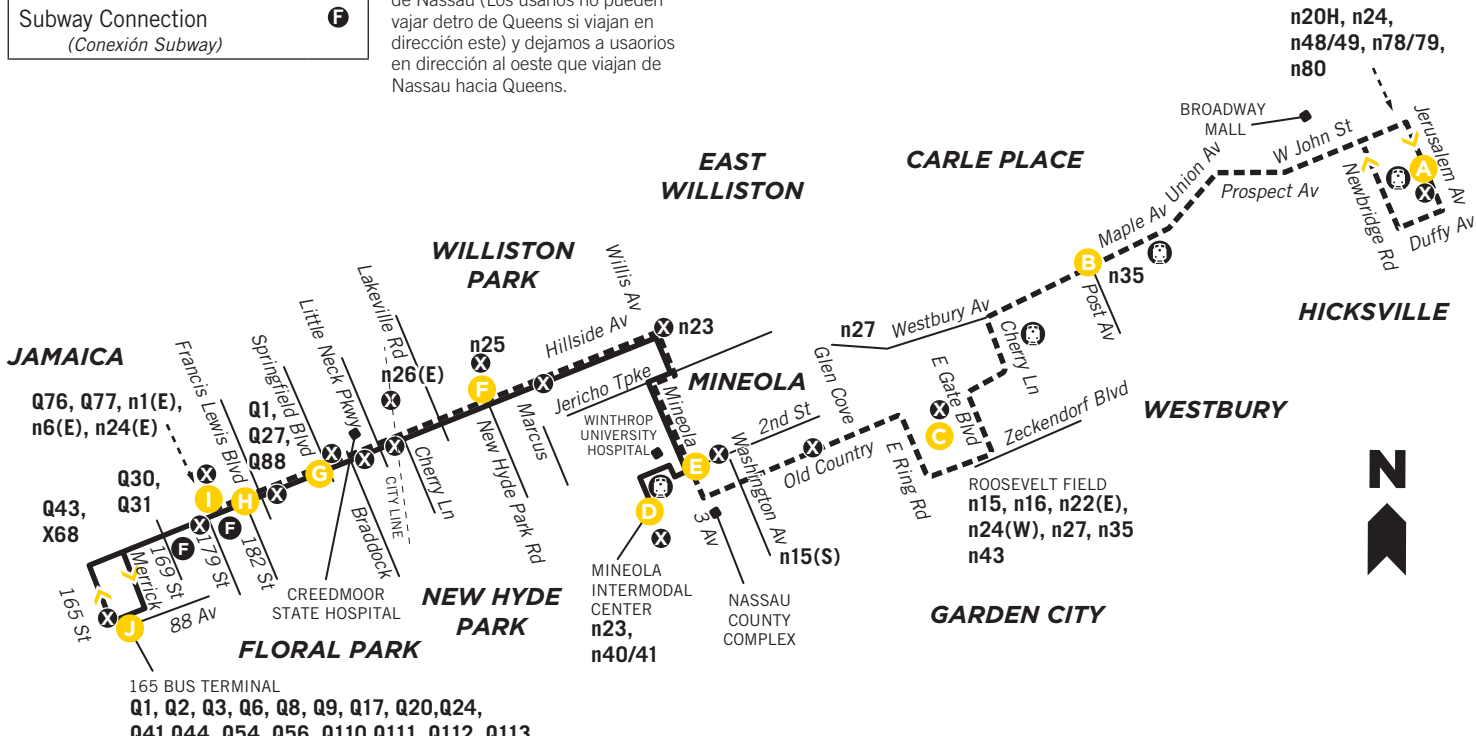 Subway Connection F
(Conexión Subway)
de Nassau (Los usarios no pueden
vajar detro de Queens si viajan en
dirección este) y dejamos a usaorios
en dirección al oeste que viajan de
Nassau hacia Queens.
n20H, n24,
n48/49, n78/79,
n80
BROADWAY
MALL
W John St
Jerusalem Av
A
X
Newbridge Rd
Duffy Av
Prospect Av
Union Av
Maple Av
B
n35
Post Av
HICKSVILLE
CARLE PLACE
EAST
WILLISTON
WILLISTON
PARK
Willis Av
Hillside Av
X n23
n27
Westbury Av
Cherry Ln
E Gate Blvd
X
C
Zeckendorf Blvd
WESTBURY
E Ring Rd
Glen Cove
Old Country
X
ROOSEVELT FIELD
n15, n16, n22(E),
n24(W), n27, n35
n43
N
MINEOLA
Jericho Tpke
Mineola
2nd St
Washington Av
X
E
WINTHROP
UNIVERSITY
HOSPITAL
D
X
3 Av
n15(S)
MINEOLA
INTERMODAL
CENTER
n23,
n40/41
NASSAU
COUNTY
COMPLEX
GARDEN CITY
Lakeville Rd
n25
X
F
X
Marcus
New Hyde Park Rd
Cherry Ln
n26(E)
X
X
CITY LINE
Little Neck Pkwy
X
X
Braddock
CREEDMOOR
STATE HOSPITAL
NEW HYDE
PARK
FLORAL PARK
Springfield Blvd
G
Q1,
Q27,
Q88
X
Francis Lewis Blvd
H
JAMAICA
Q76, Q77, n1(E),
n6(E), n24(E)
X
I
X
F
F
Q30,
Q31
Q43,
X68
182 St
179 St
169 St
Merrick
165 St
88 Av
X
J
165 BUS TERMINAL
Q1, Q2, Q3, Q6, Q8, Q9, Q17, Q20,Q24,
Q41,Q44, Q54, Q56, Q110,Q111, Q112, Q113